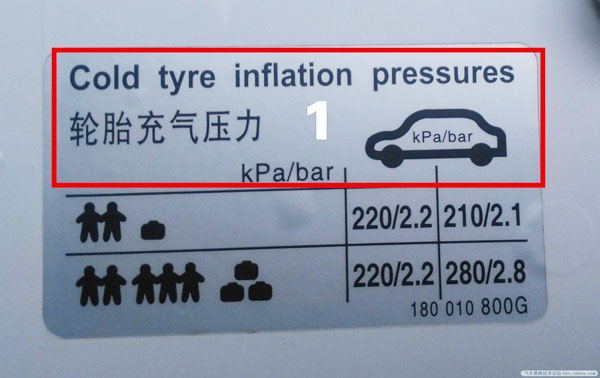 Cold tyre inflation pressures
轮胎充气压力
1
kPa/bar
kPa/bar
220/2.2 210/2.1
220/2.2 280/2.8
180 010 800G